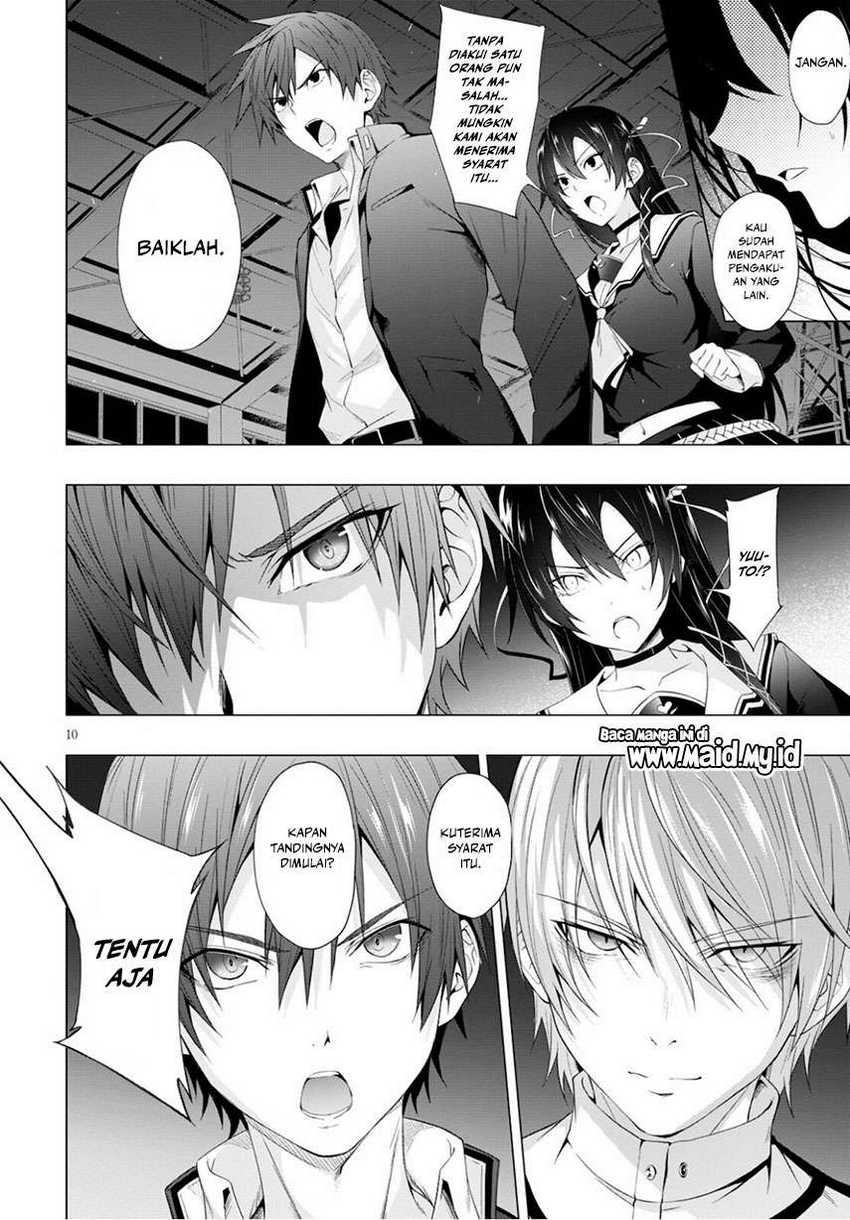 JANGAN.
KAU
SUDAH
MENDAPAT
PENGAKU-
AN YANG
LAIN.
TANPA
DIAKUI SATU
ORANG PUN
TAK MA-
SALAH...
TIDAK
MUNGKIN
KAMI AKAN
MENERIMA
SYARAT
ITU...
BAIKLAH.
YUU-
TO!?
10
Baca Manga ini di
www.Maid.My.id
KUTERIMA
SYARAT
ITU.
KAPAN
TANDINGNYA
DIMULAI?
TENTU
AJA